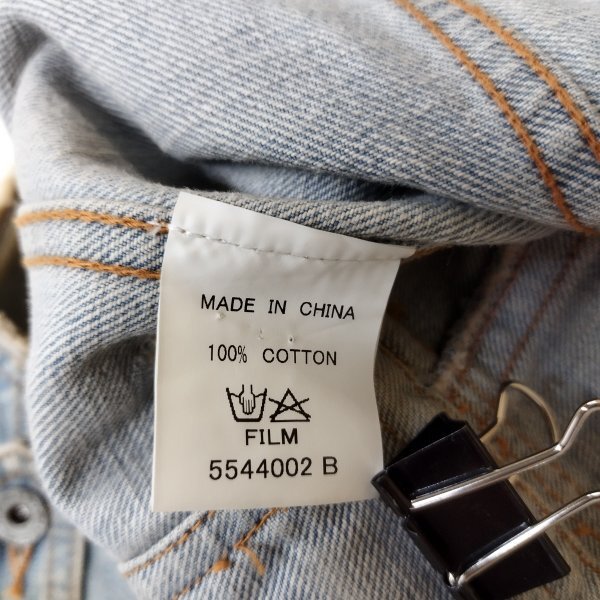 MADE IN CHINA
100% COTTON
FILM
5544002 B